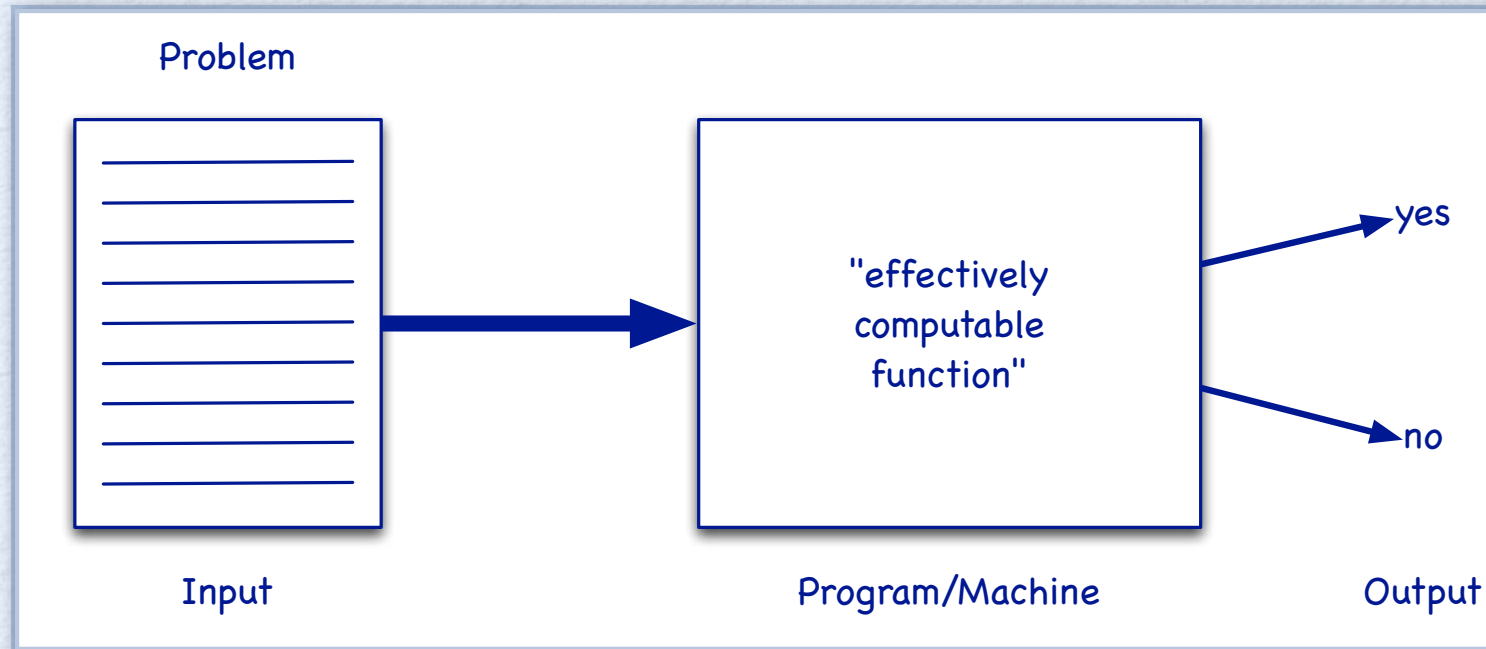 Problem
"effectively
computable
function"
yes
no
Input
Program/Machine
Output